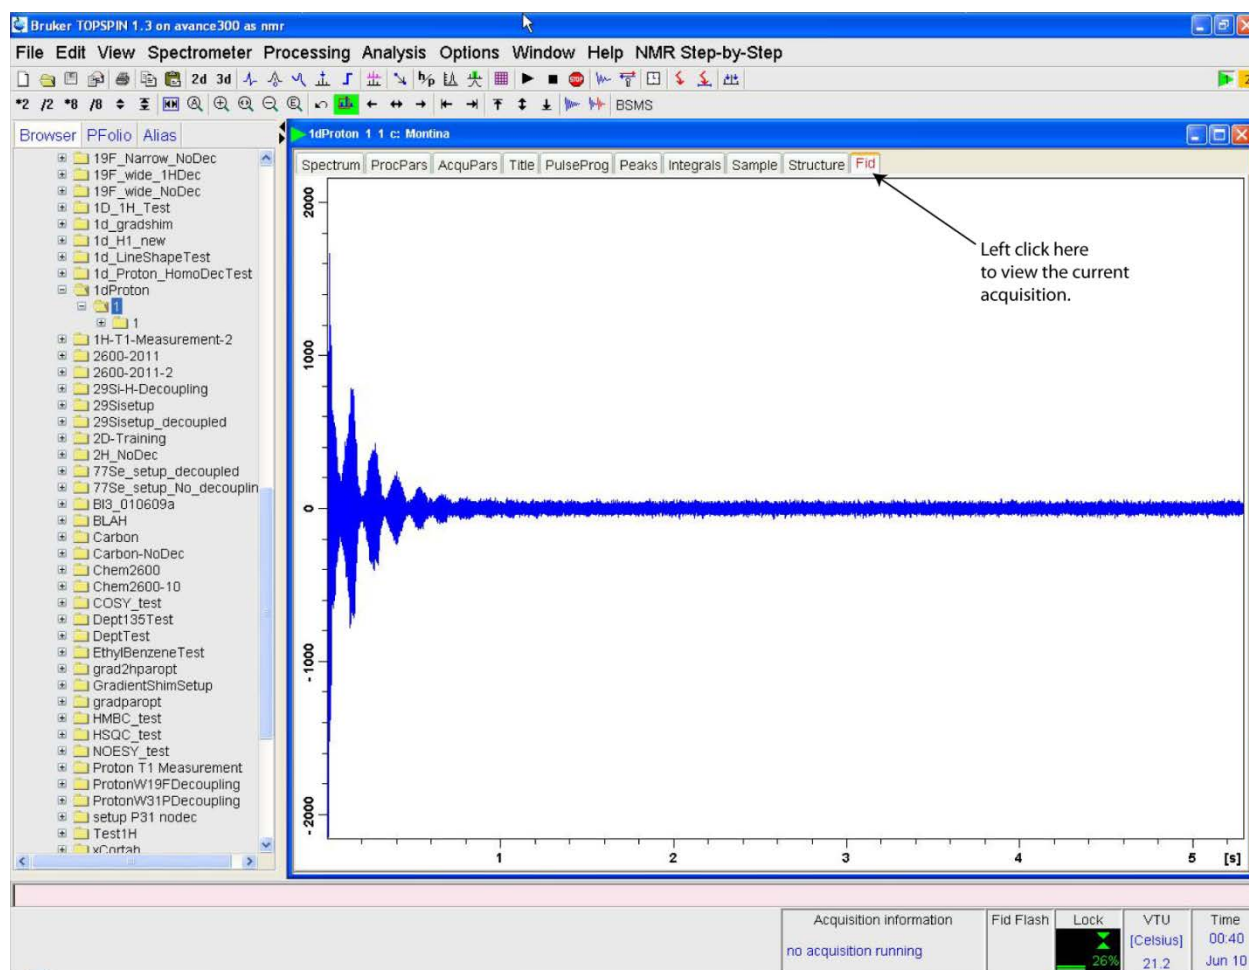 Bruker TOPSPIN 1.3 on avance300 as nmr
File Edit View Spectrometer Processing Analysis Options Window Help NMR Step-by-Step
2d 3d
*2 /2 *8 /8 BSMS
Browser PFolio Alias
1dProton 1 1 c: Montina
Spectrum ProcPars AcquPars Title PulseProg Peaks Integrals Sample Structure Fid
19F_Narrow_NoDec
19F_wide_1HDec
19F_wide_NoDec
1D_1H_Test
1d_gradshim
1d_H1_new
1d_LineShapeTest
1d_Proton_HomoDecTest
1dProton
1
1
1H-T1-Measurement-2
2600-2011
2600-2011-2
29Si-H-Decoupling
29Sisetup
29Sisetup_decoupled
2D-Training
2H_NoDec
77Se_setup_decoupled
77Se_setup_No_decouplin
BI3_010609a
BLAH
Carbon
Carbon-NoDec
Chem2600
Chem2600-10
COSY_test
Dept135Test
DeptTest
EthylBenzeneTest
grad2hparopt
GradientShimSetup
gradparopt
HMBC_test
HSQC_test
NOESY_test
Proton T1 Measurement
ProtonW19FDecoupling
ProtonW31PDecoupling
setup P31 nodec
Test1H
2000
1000
0
-1000
-2000
Left click here
to view the current
acquisition.
1 2 3 4 5 [s]
Acquisition information Fid Flash Lock VTU Time
no acquisition running 26% [Celsius] 00:40
21.2 Jun 10